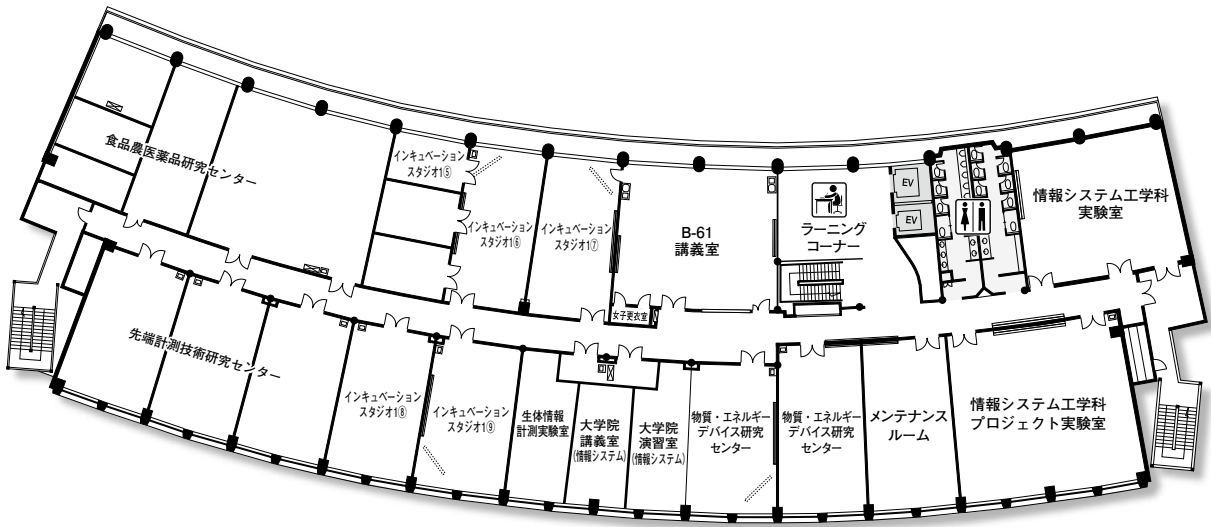 食品農医薬品研究センター
インキュベーション
スタジオ1⑤
インキュベーション
スタジオ1⑥
インキュベーション
スタジオ1⑦
B-61
講義室
女子更衣室
ラーニング
コーナー
EV
EV
情報システム工学科
実験室
先端計測技術研究センター
インキュベーション
スタジオ1⑧
インキュベーション
スタジオ1⑨
生体情報
計測実験室
大学院
講義室
(情報システム)
大学院
演習室
(情報システム)
物質・エネルギー
デバイス研究
センター
物質・エネルギー
デバイス研究
センター
メンテナンス
ルーム
情報システム工学科
プロジェクト実験室